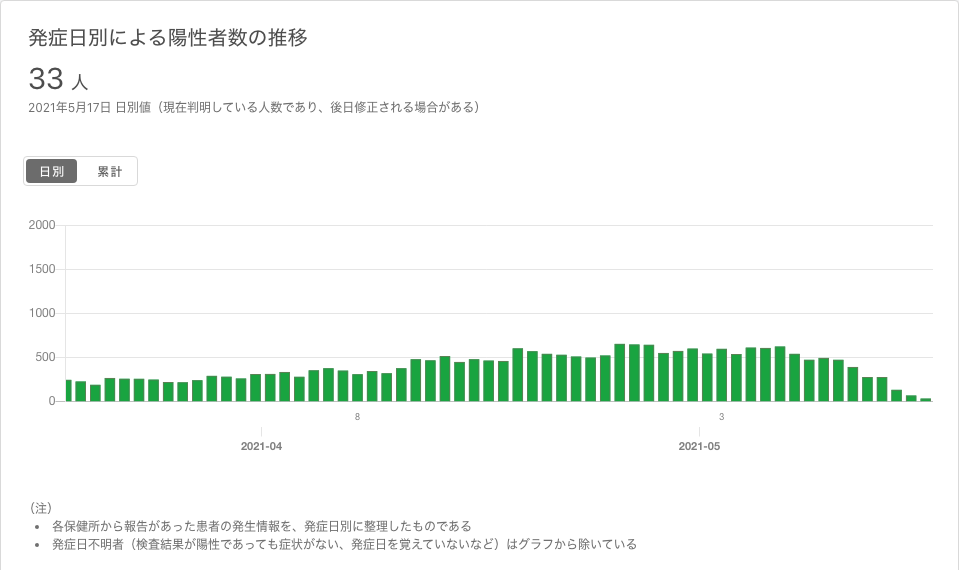 発症日別による陽性者数の推移
33 人
2021年5月17日 日別値（現在判明している人数であり、後日修正される場合がある）
日別 累計
2000
1500
1000
500
0
8 3
2021-04 2021-05
（注）
• 各保健所から報告があった患者の発生情報を、発症日別に整理したものである
• 発症日不明者（検査結果が陽性であっても症状がない、発症日を覚えていないなど）はグラフから除いている